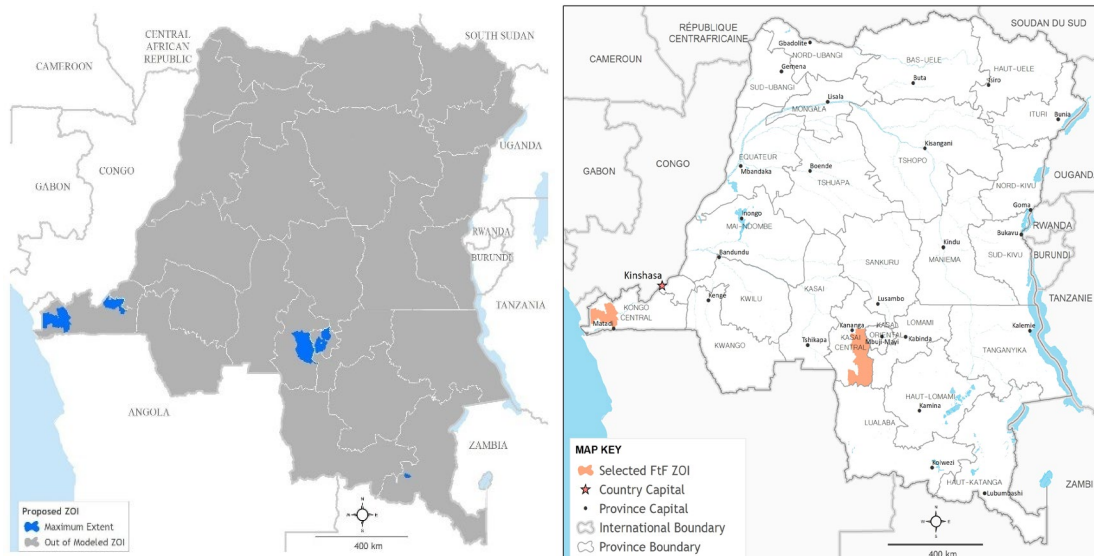 CENTRAL
AFRICAN
REPUBLIC
SOUTH SUDAN
CAMEROON
UGANDA
CONGO
GABON
RWANDA
BURUNDI
TANZANIA
ANGOLA
ZAMBIA
Proposed ZOI
Maximum Extent
Out of Modeled ZOI
N
W E
S
400 km
RÉPUBLIQUE
CENTRAFRICAINE
SOUDAN DU SUD
CAMEROUN
Gbadolite
NORD-UBANGI
Gemena
BAS-UELE
HAUT-UELE
Buta
Isiro
SUD-UBANGI
Lisala
MONGALA
ITURI
Bunia
Kisangani
CONGO
GABON
EQUATEUR
Mbandaka
Boende
TSHUAPA
TSHOPO
NORD-KIVU
OUGAND
Goma
RWANDA
Inongo
MAI-NDOMBE
Bukavu
Kindu
MANIEMA
SUD-KIVU
BURUNDI
Bandundu
SANKURU
Kinshasa
KASAI
TANZANIE
Kenge
KWILU
Lusambo
KONGO
CENTRAL
Matadi
Kananga
KASAI
ORIENTAL
LOMAMI
Kalemie
KASAI
CENTRAL
Mbuji-Mayi
Kabinda
KWANGO
Tshikapa
TANGANYIKA
HAUT-LOMAMI
Kamina
LUALABA
ANGOLA
MAP KEY
Selected FtF ZOI
Country Capital
Province Capital
International Boundary
Province Boundary
Kolwezi
HAUT-KATANGA
ZAMBI
Lubumbashi
N
W E
S
400 km